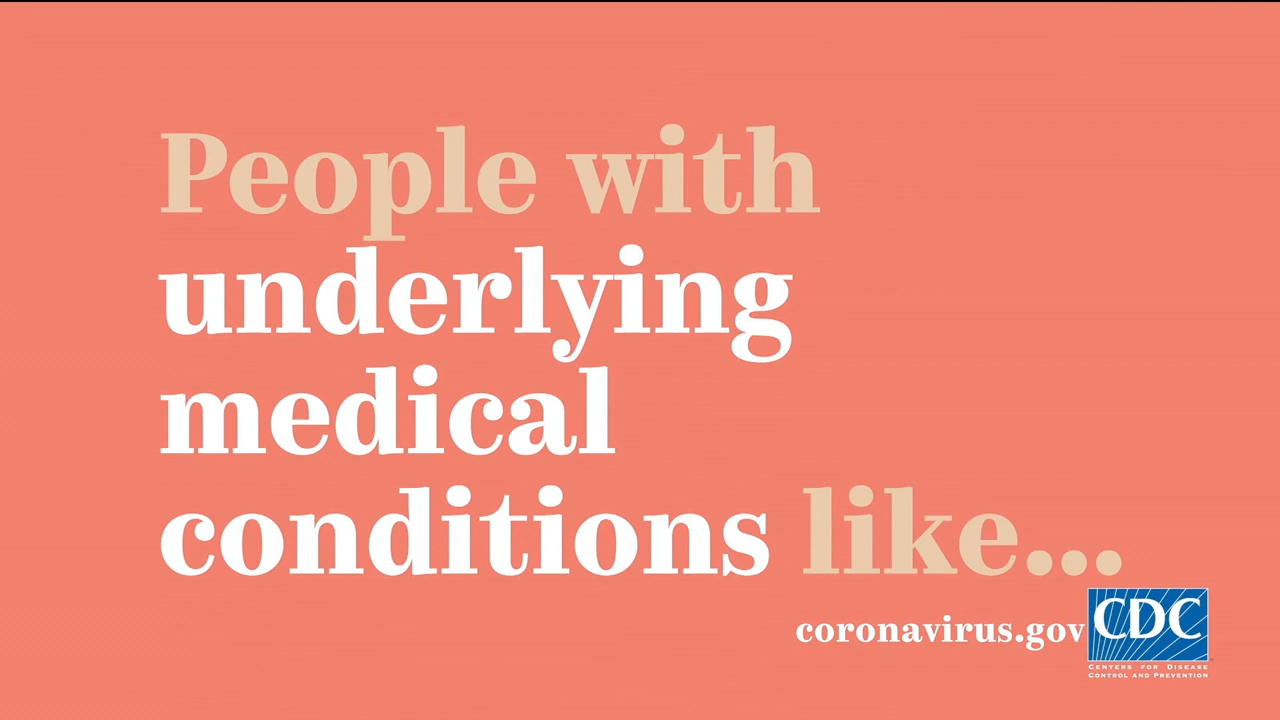 People with
underlying
medical
conditions like...
coronavirus.gov
CDC
CENTERS FOR DISEASE
CONTROL AND PREVENTION